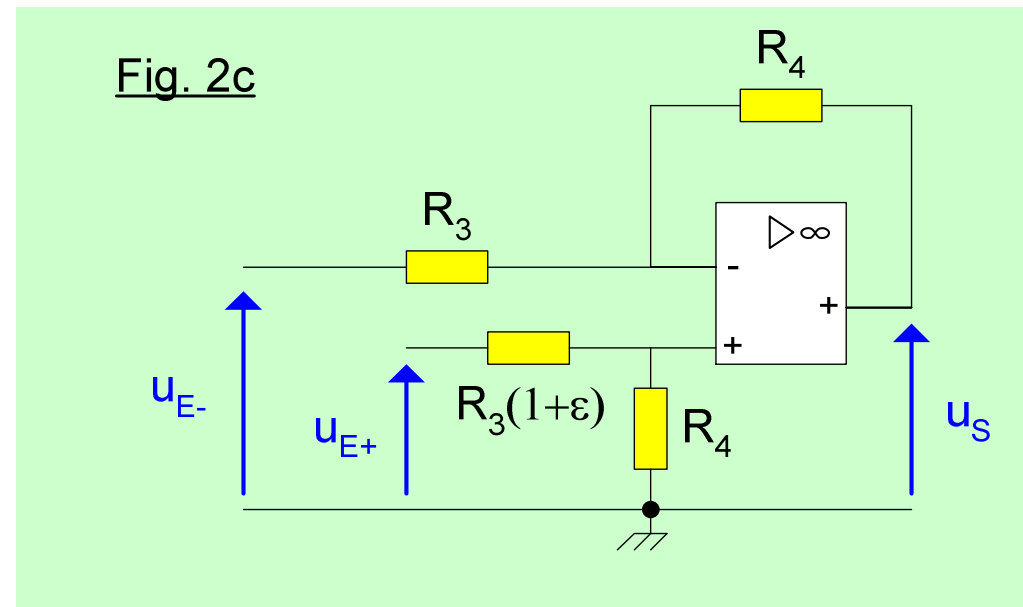 Fig. 2c
R4
R3
▷∞
-
+
+
R3(1+ε)
R4
uE-
uE+
uS